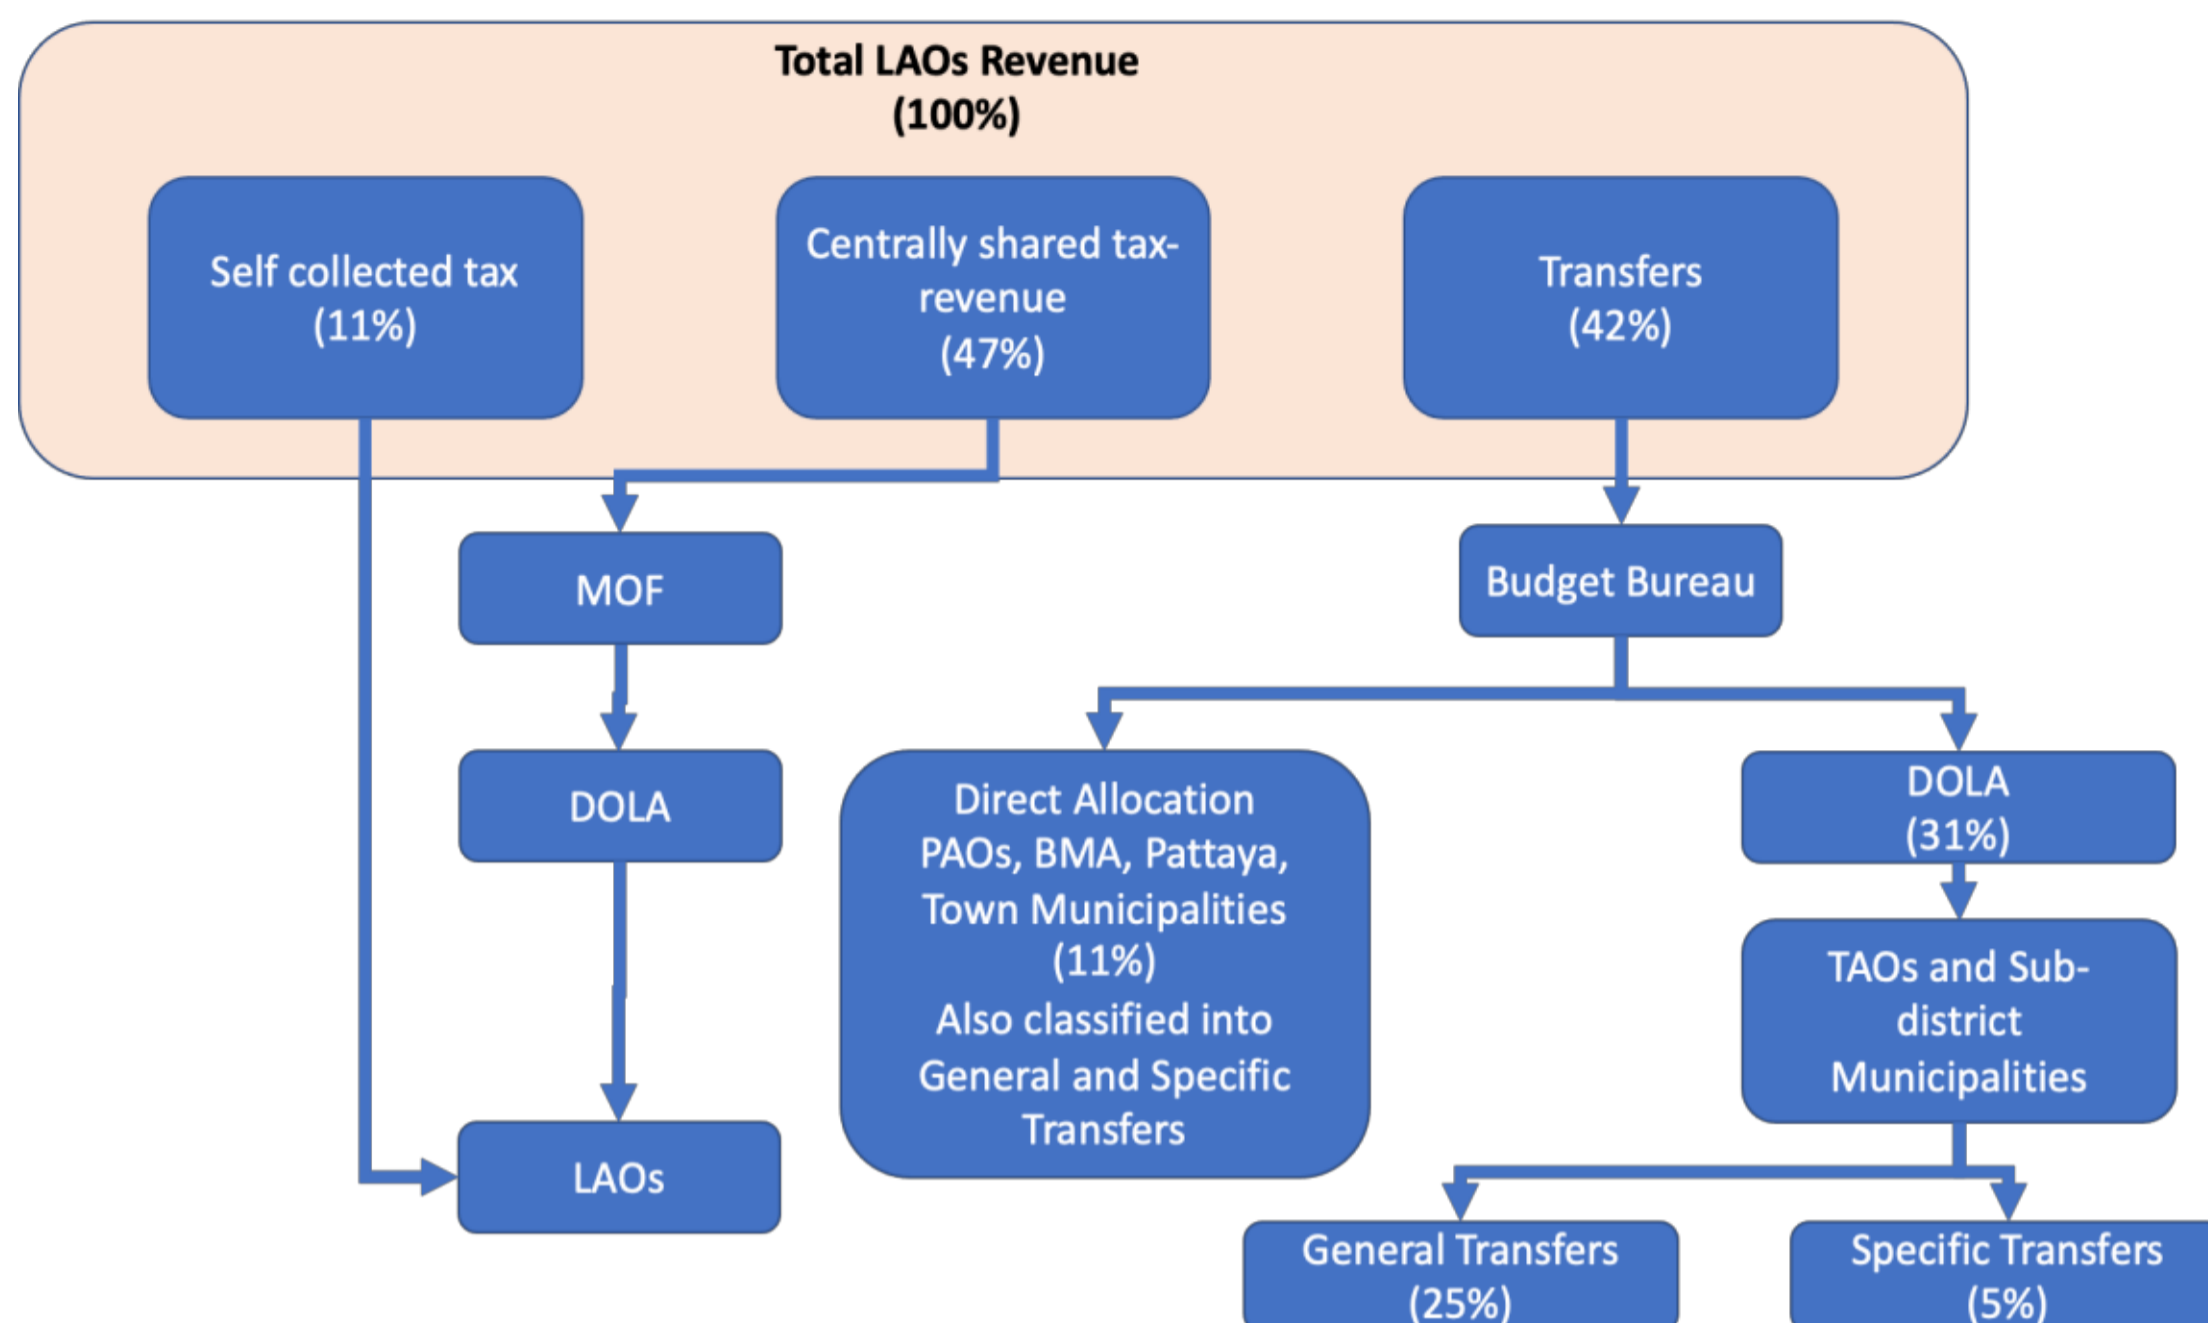 Total LAOs Revenue
(100%)
Self collected tax
(11%)
Centrally shared tax-
revenue
(47%)
Transfers
(42%)
MOF
Budget Bureau
DOLA
Direct Allocation
PAOs, BMA, Pattaya,
Town Municipalities
(11%)
Also classified into
General and Specific
Transfers
DOLA
(31%)
TAOs and Sub-
district
Municipalities
LAOs
General Transfers
(25%)
Specific Transfers
(5%)